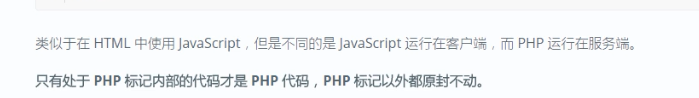 类似于在 HTML 中使用 JavaScript，但是不同的是 JavaScript 运行在客户端，而 PHP 运行在服务端。
只有处于 PHP 标记内部的代码才是 PHP 代码，PHP 标记以外都原封不动。